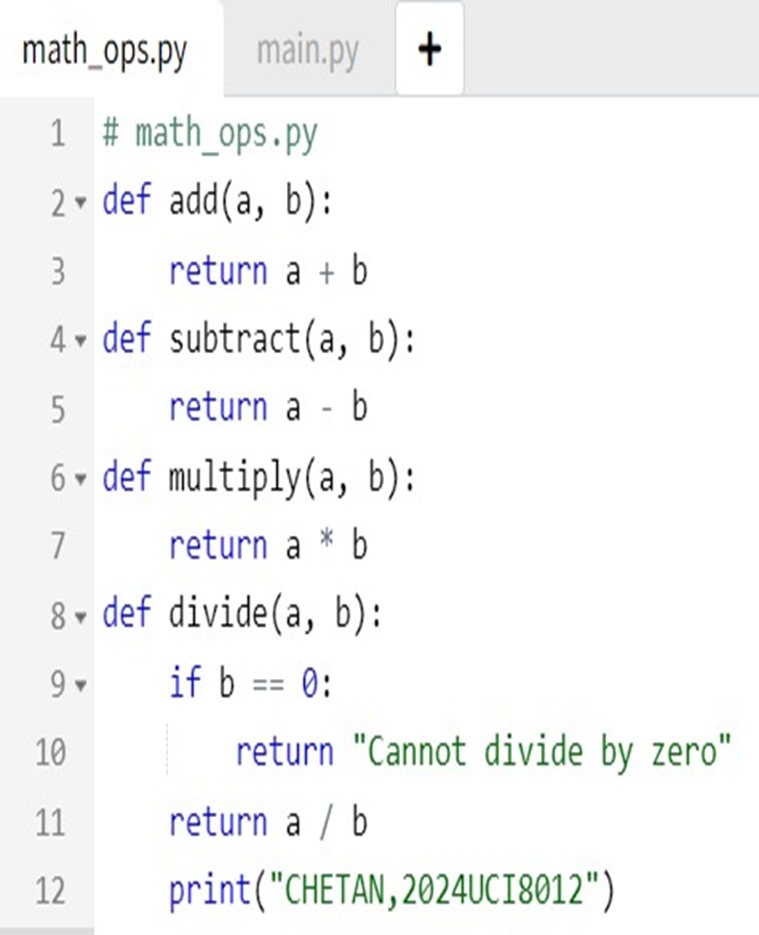 math_ops.py main.py +
1 # math_ops.py
2 def add(a, b):
3     return a + b
4 def subtract(a, b):
5     return a - b
6 def multiply(a, b):
7     return a * b
8 def divide(a, b):
9     if b == 0:
10         return "Cannot divide by zero"
11     return a / b
12     print("CHETAN,2024UCI8012")